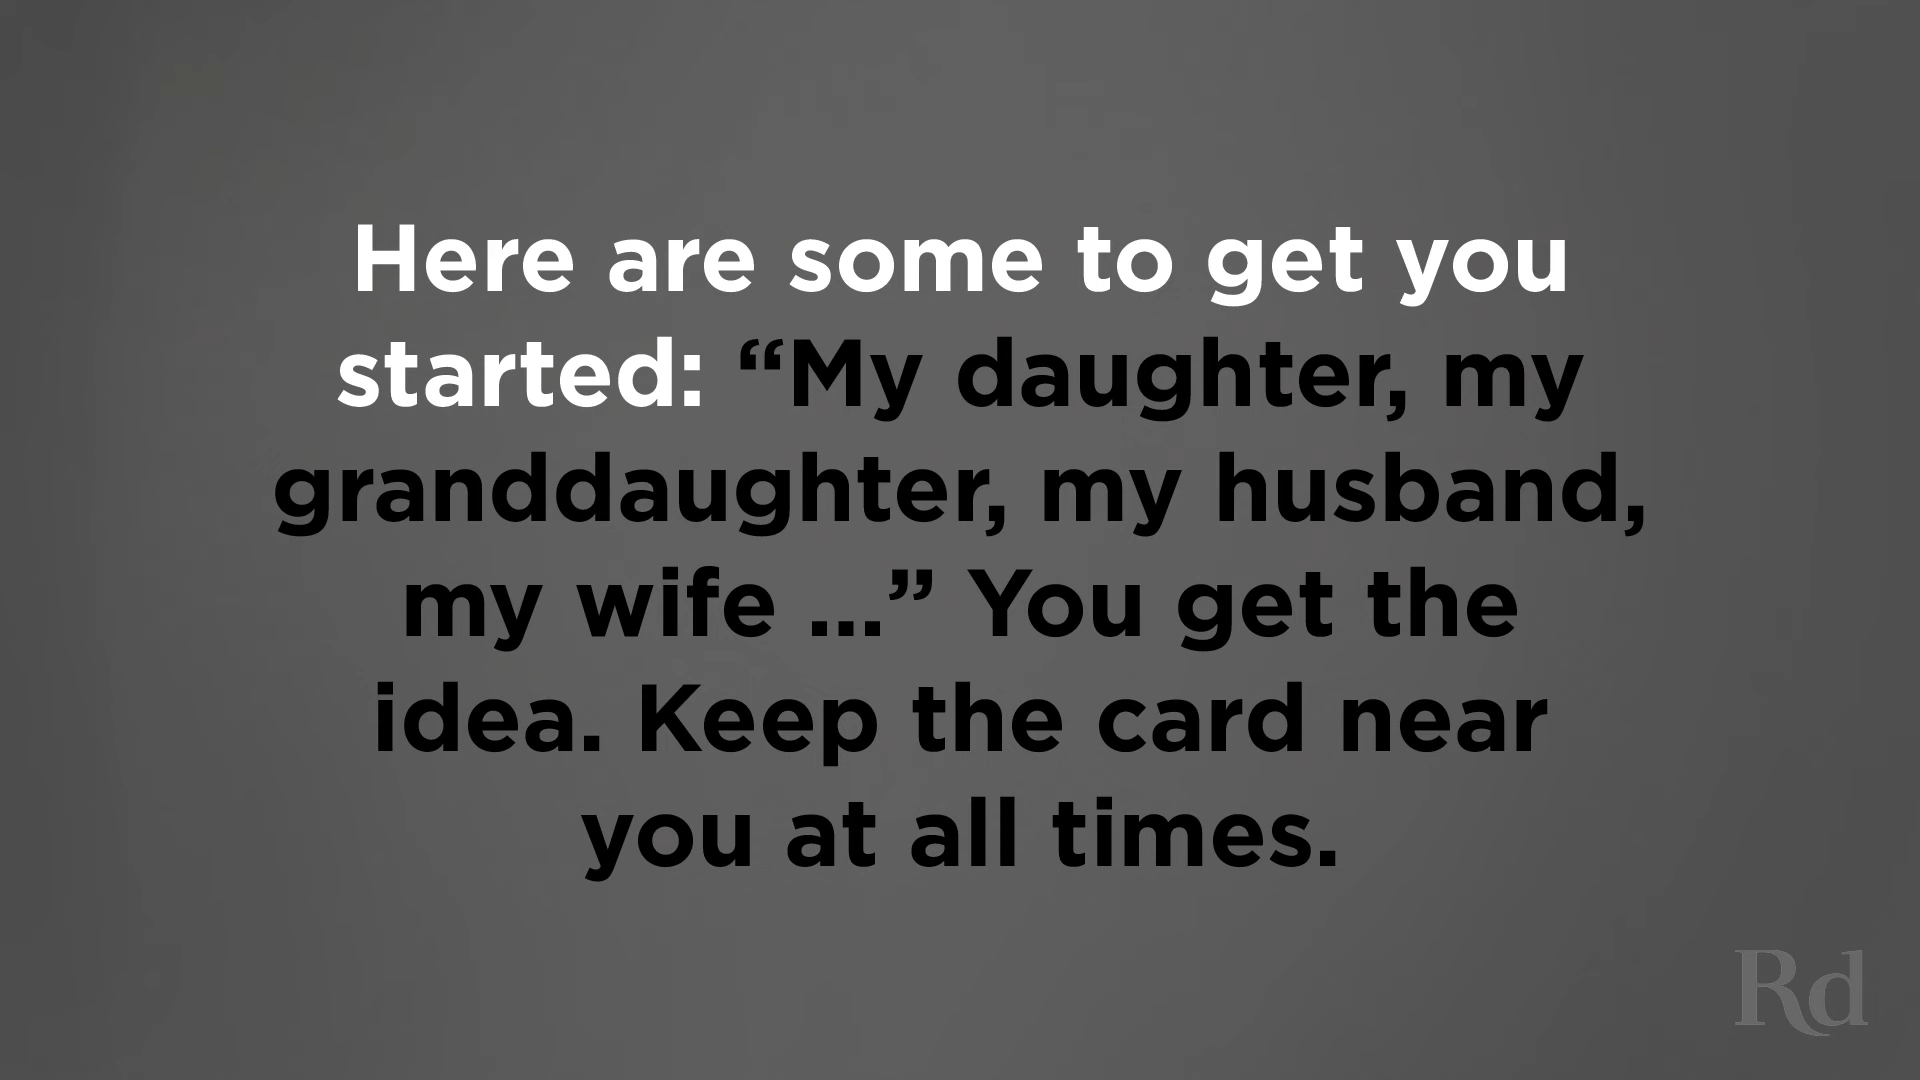 Here are some to get you
started: “My daughter, my
granddaughter, my husband,
my wife ...” You get the
idea. Keep the card near
you at all times.
Rd